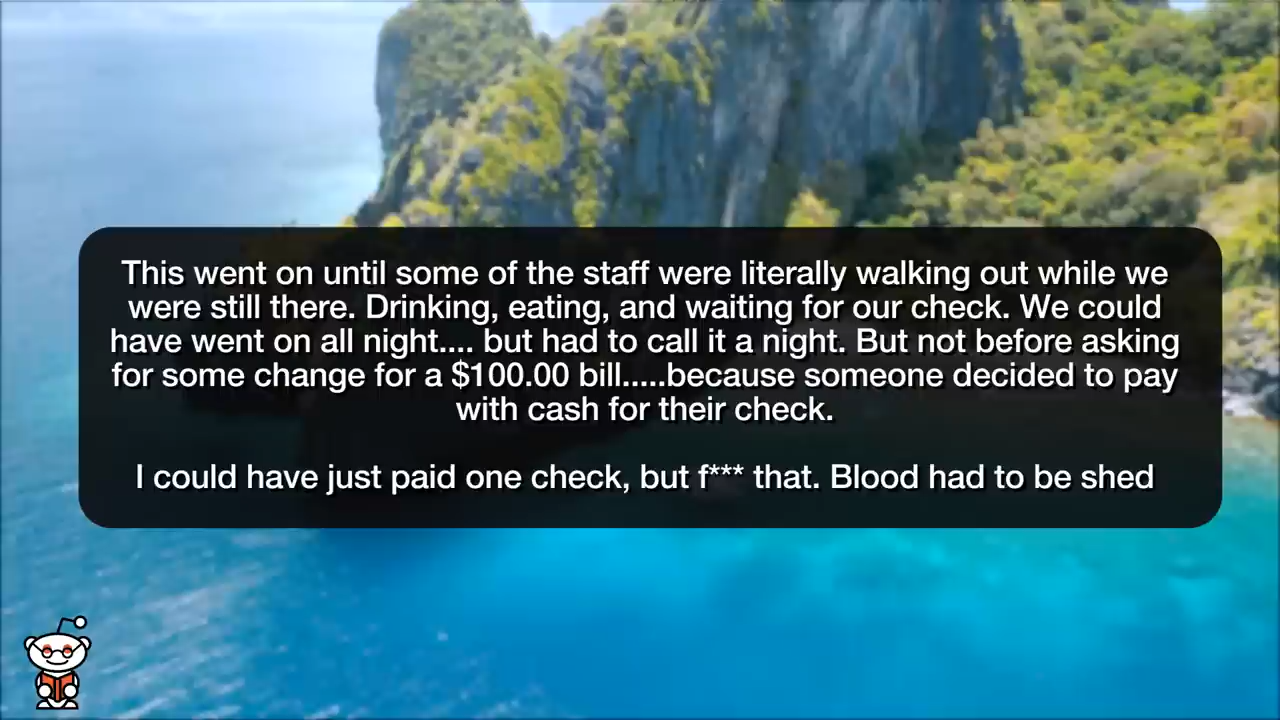 This went on until some of the staff were literally walking out while we
were still there. Drinking, eating, and waiting for our check. We could
have went on all night.... but had to call it a night. But not before asking
for some change for a $100.00 bill.....because someone decided to pay
with cash for their check.
I could have just paid one check, but f*** that. Blood had to be shed